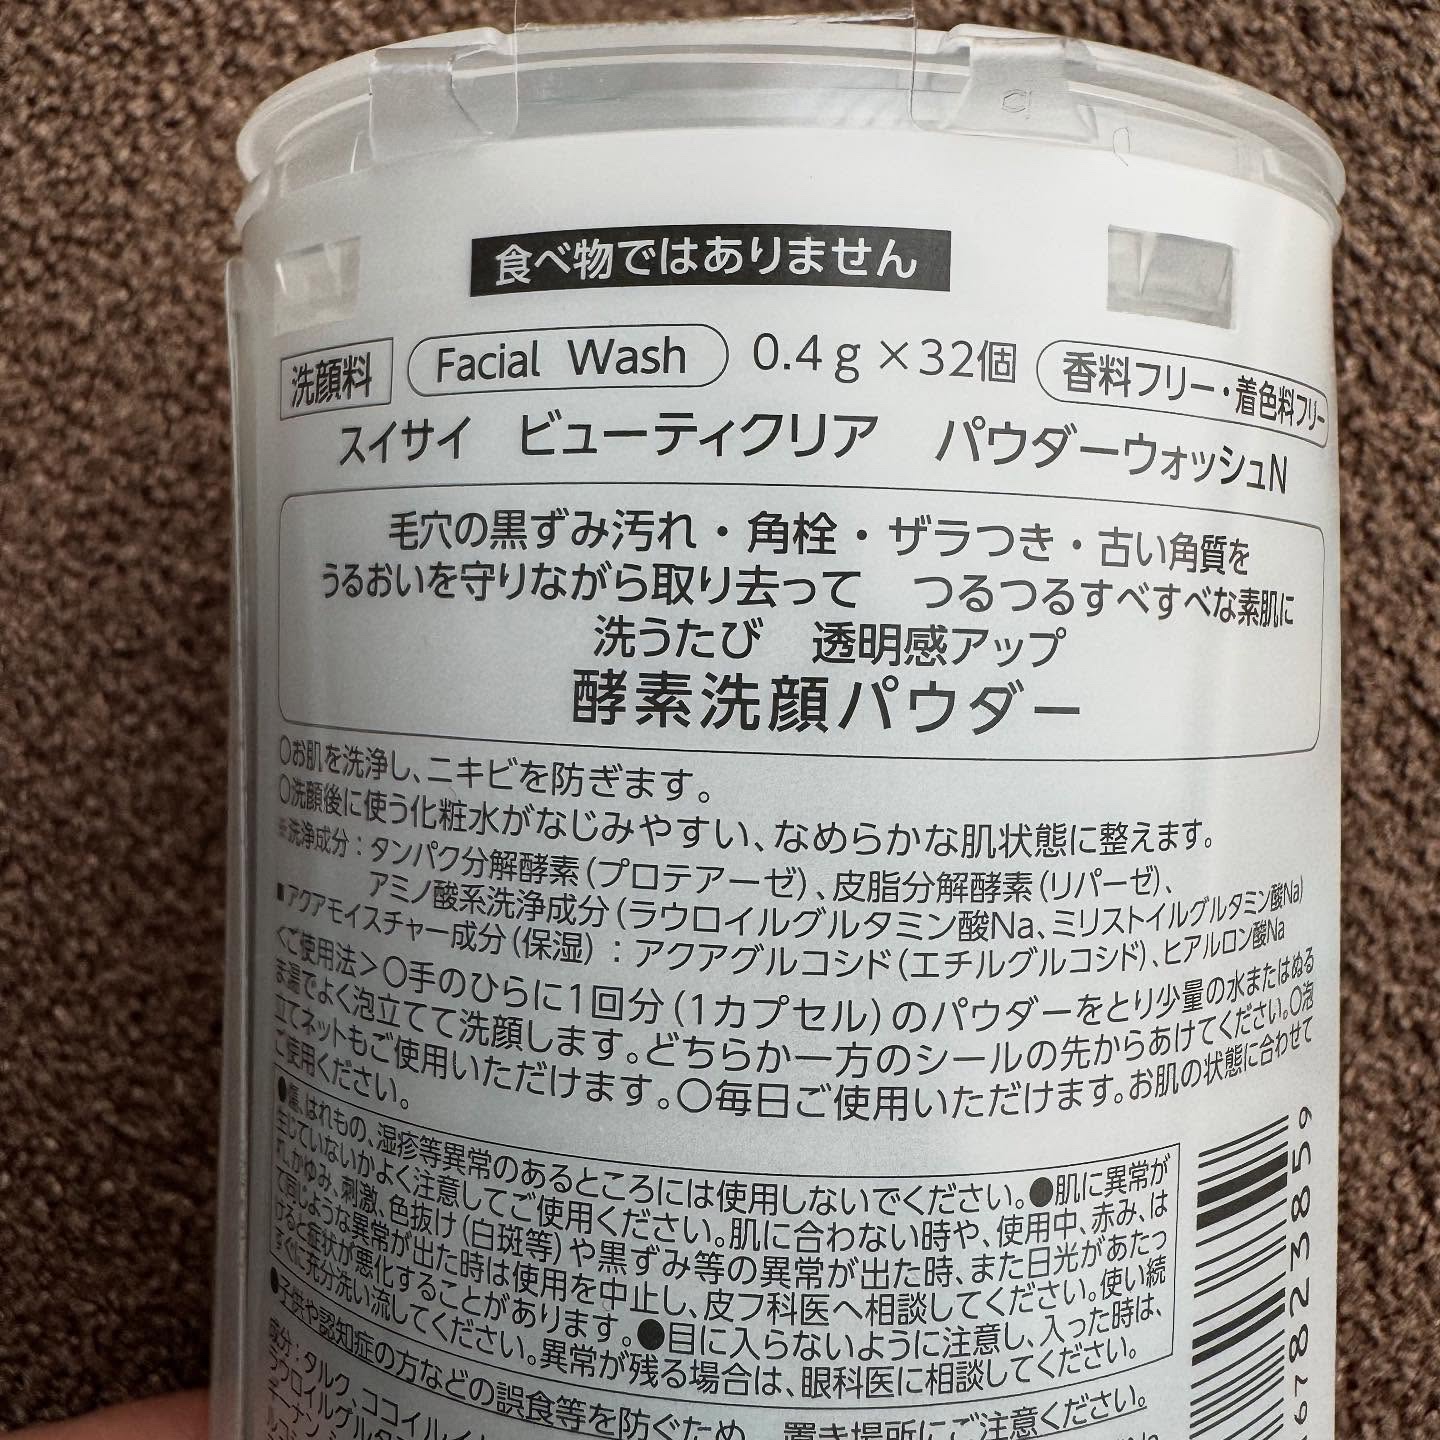 食べ物ではありません
洗顔料 Facial Wash 0.4g×32個 香料フリー・着色料フリー
スイサイ ビューティクリア パウダーウォッシュN
毛穴の黒ずみ汚れ・角栓・ザラつき・古い角質を
うるおいを守りながら取り去って つるつるすべすべな素肌に
洗うたび 透明感アップ
酵素洗顔パウダー
○お肌を洗浄し、ニキビを防ぎます。
○洗顔後に使う化粧水がなじみやすい、なめらかな肌状態に整えます。
※洗浄成分：タンパク分解酵素（プロテアーゼ）、皮脂分解酵素（リパーゼ）、
アミノ酸系洗浄成分（ラウロイルグルタミン酸Na、ミリストイルグルタミン酸Na）
■アクアモイスチャー成分（保湿）：アクアグルコシド（エチルグルコシド）、ヒアルロン酸Na
＜ご使用法＞○手のひらに1回分（1カプセル）のパウダーをとり少量の水またはぬる
ま湯でよく泡立てて洗顔します。どちらか一方のシールの先からあけてください。○泡
立てネットもご使用いただけます。○毎日ご使用いただけます。お肌の状態に合わせて
ご使用ください。
●傷、はれもの、湿疹等異常のあるところには使用しないでください。●肌に異常が
生じていないかよく注意してご使用ください。肌に合わない時や、使用中、赤み、は
れ、かゆみ、刺激、色抜け（白斑等）や黒ずみ等の異常が出た時、また日光があたっ
て同じような異常が出た時は使用を中止し、皮フ科医へ相談してください。使い続
けると症状が悪化することがあります。●目に入らないように注意し、入った時は、
すぐに充分洗い流してください。異常が残る場合は、眼科医に相談してください。
●子供や認知症の方などの誤食等を防ぐため、置き場所にご注意ください。
成分：タルク、ココイルイ
ラウロイルグルタ
678823859